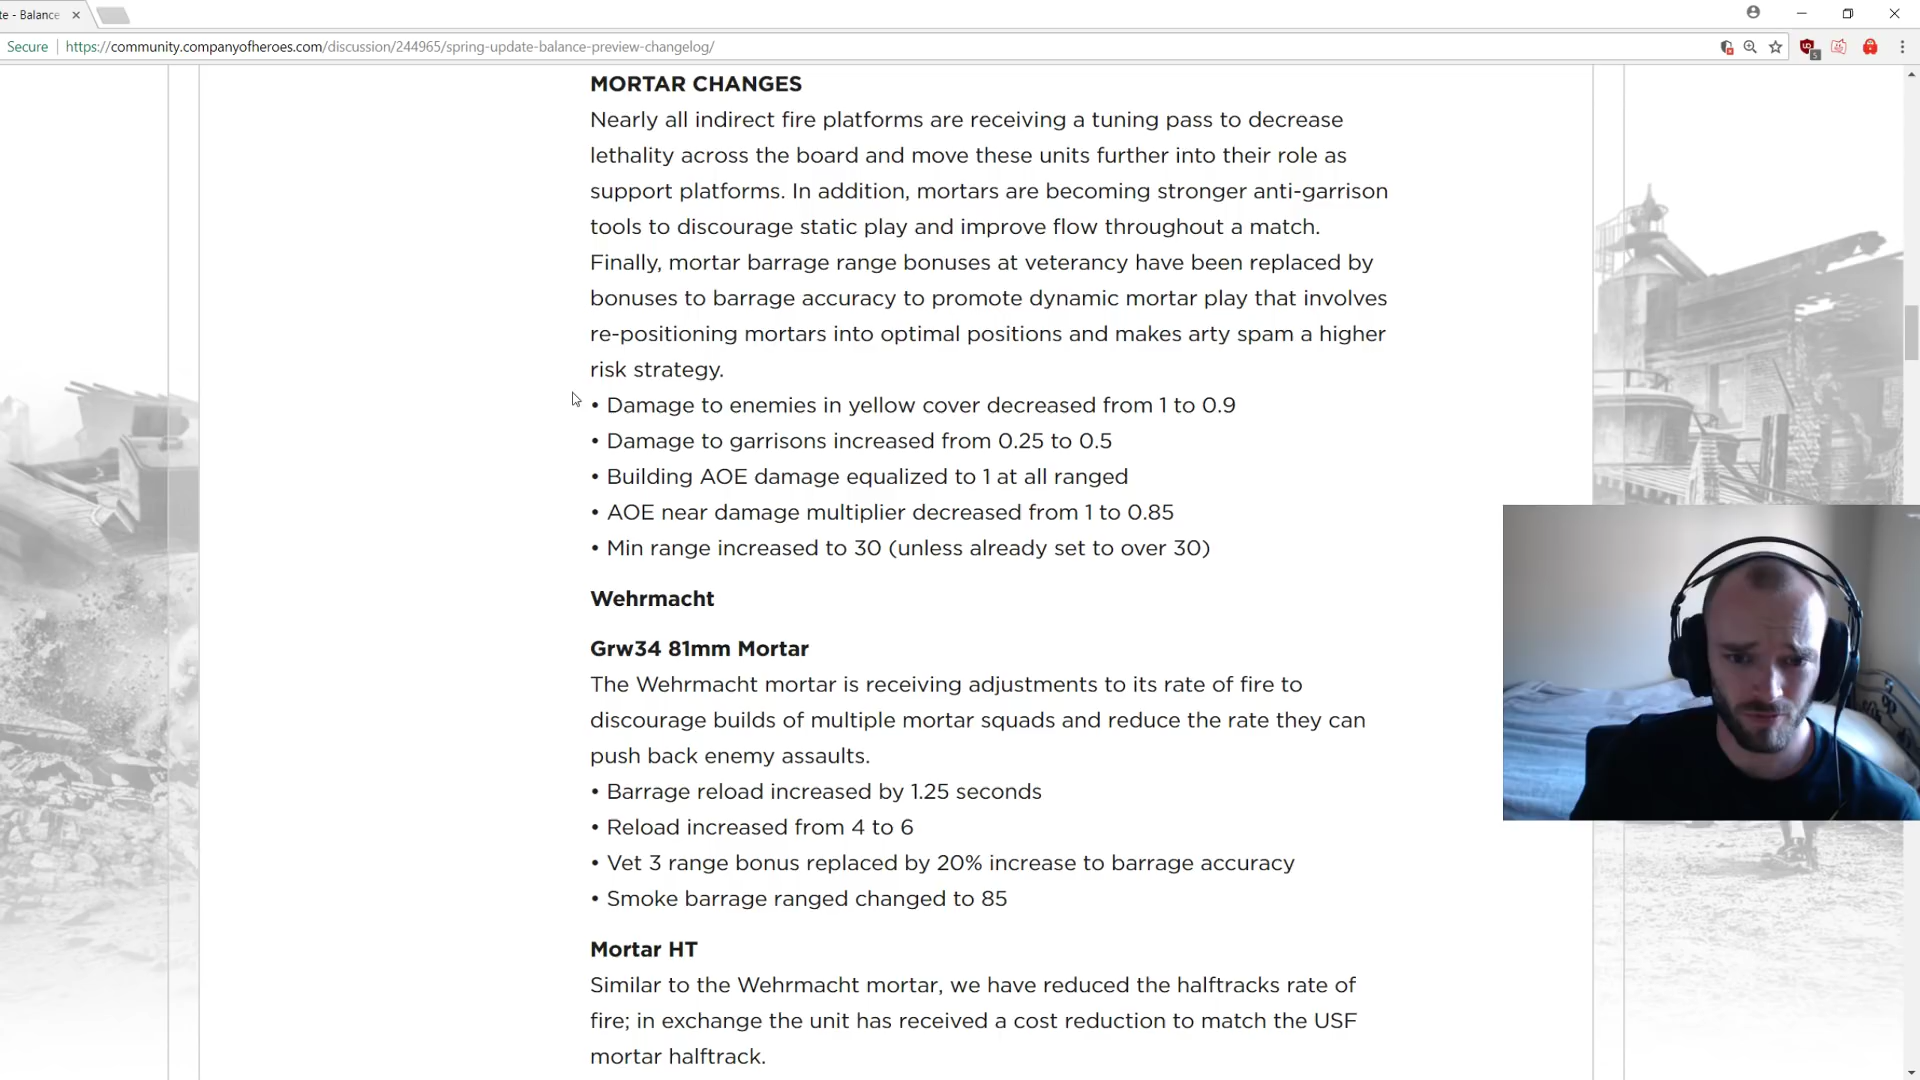 te - Balance
Secure https://community.companyofheroes.com/discussion/244965/spring-update-balance-preview-changelog/
MORTAR CHANGES
Nearly all indirect fire platforms are receiving a tuning pass to decrease
lethality across the board and move these units further into their role as
support platforms. In addition, mortars are becoming stronger anti-garrison
tools to discourage static play and improve flow throughout a match.
Finally, mortar barrage range bonuses at veterancy have been replaced by
bonuses to barrage accuracy to promote dynamic mortar play that involves
re-positioning mortars into optimal positions and makes arty spam a higher
risk strategy.
• Damage to enemies in yellow cover decreased from 1 to 0.9
• Damage to garrisons increased from 0.25 to 0.5
• Building AOE damage equalized to 1 at all ranged
• AOE near damage multiplier decreased from 1 to 0.85
• Min range increased to 30 (unless already set to over 30)
Wehrmacht
Grw34 81mm Mortar
The Wehrmacht mortar is receiving adjustments to its rate of fire to
discourage builds of multiple mortar squads and reduce the rate they can
push back enemy assaults.
• Barrage reload increased by 1.25 seconds
• Reload increased from 4 to 6
• Vet 3 range bonus replaced by 20% increase to barrage accuracy
• Smoke barrage ranged changed to 85
Mortar HT
Similar to the Wehrmacht mortar, we have reduced the halftracks rate of
fire; in exchange the unit has received a cost reduction to match the USF
mortar halftrack.